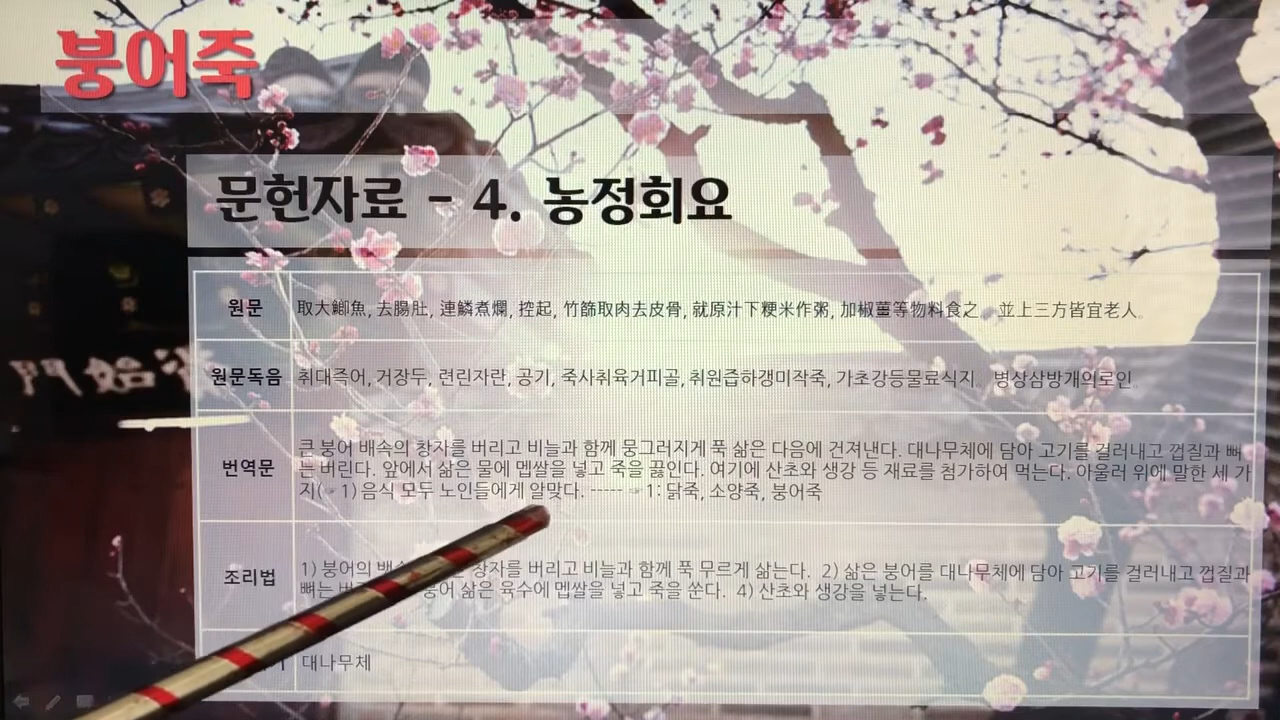 붕어죽
문헌자료 - 4. 농정회요
원문
取大鯽魚, 去腸肚, 連鱗煮爛, 控起, 竹篩取肉去皮骨, 就原汁下粳米作粥, 加椒薑等物料食之。 並上三方皆宜老人。
원문독음
취대즉어, 거장두, 련린자란, 공기, 죽사취육거피골, 취원즙하갱미작죽, 가초강등물료식지。 병상삼방개의로인。
번역문
큰 붕어 배속의 창자를 버리고 비늘과 함께 뭉그러지게 푹 삶은 다음에 건져낸다. 대나무체에 담아 고기를 걸러내고 껍질과 뼈
는 버린다. 앞에서 삶은 물에 멥쌀을 넣고 죽을 끓인다. 여기에 산초와 생강 등 재료를 첨가하여 먹는다. 아울러 위에 말한 세 가
지(☞ 1) 음식 모두 노인들에게 알맞다. ----- ☞ 1: 닭죽, 소양죽, 붕어죽
조리법
1) 붕어의 창자를 버리고 비늘과 함께 푹 무르게 삶는다. 2) 삶은 붕어를 대나무체에 담아 고기를 걸러내고 껍질과
뼈는 삶은 육수에 멥쌀을 넣고 죽을 쑨다. 4) 산초와 생강을 넣는다.
대나무체
門始